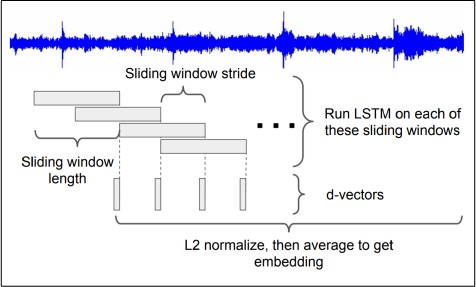 Sliding window stride
Run LSTM on each of
these sliding windows
Sliding window
length
d-vectors
L2 normalize, then average to get
embedding